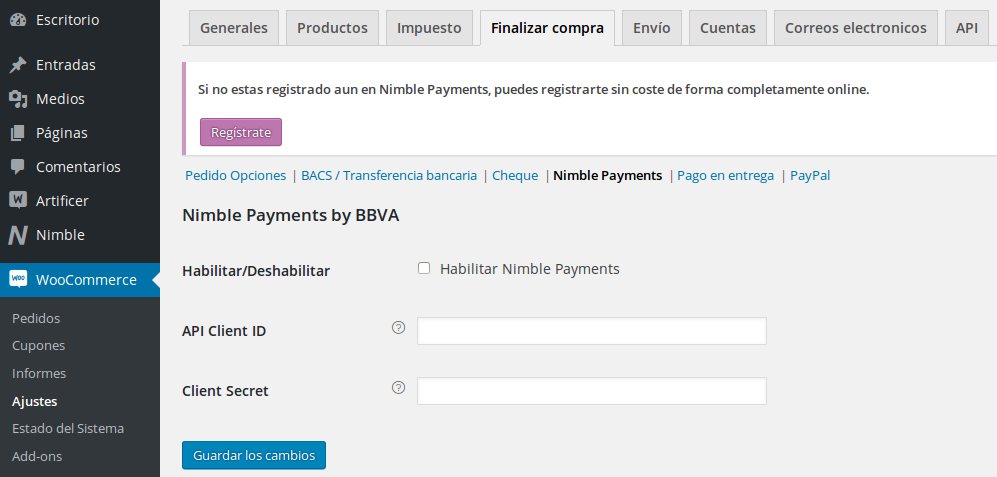 Escritorio
Entradas
Medios
Páginas
Comentarios
Artificer
Nimble
WooCommerce
Pedidos
Cupones
Informes
Ajustes
Estado del Sistema
Add-ons
Generales Productos Impuesto Finalizar compra Envío Cuentas Correos electronicos API
Si no estas registrado aun en Nimble Payments, puedes registrarte sin coste de forma completamente online.
Regístrate
Pedido Opciones | BACS / Transferencia bancaria | Cheque | Nimble Payments | Pago en entrega | PayPal
Nimble Payments by BBVA
Habilitar/Deshabilitar Habilitar Nimble Payments
API Client ID ?
Client Secret ?
Guardar los cambios